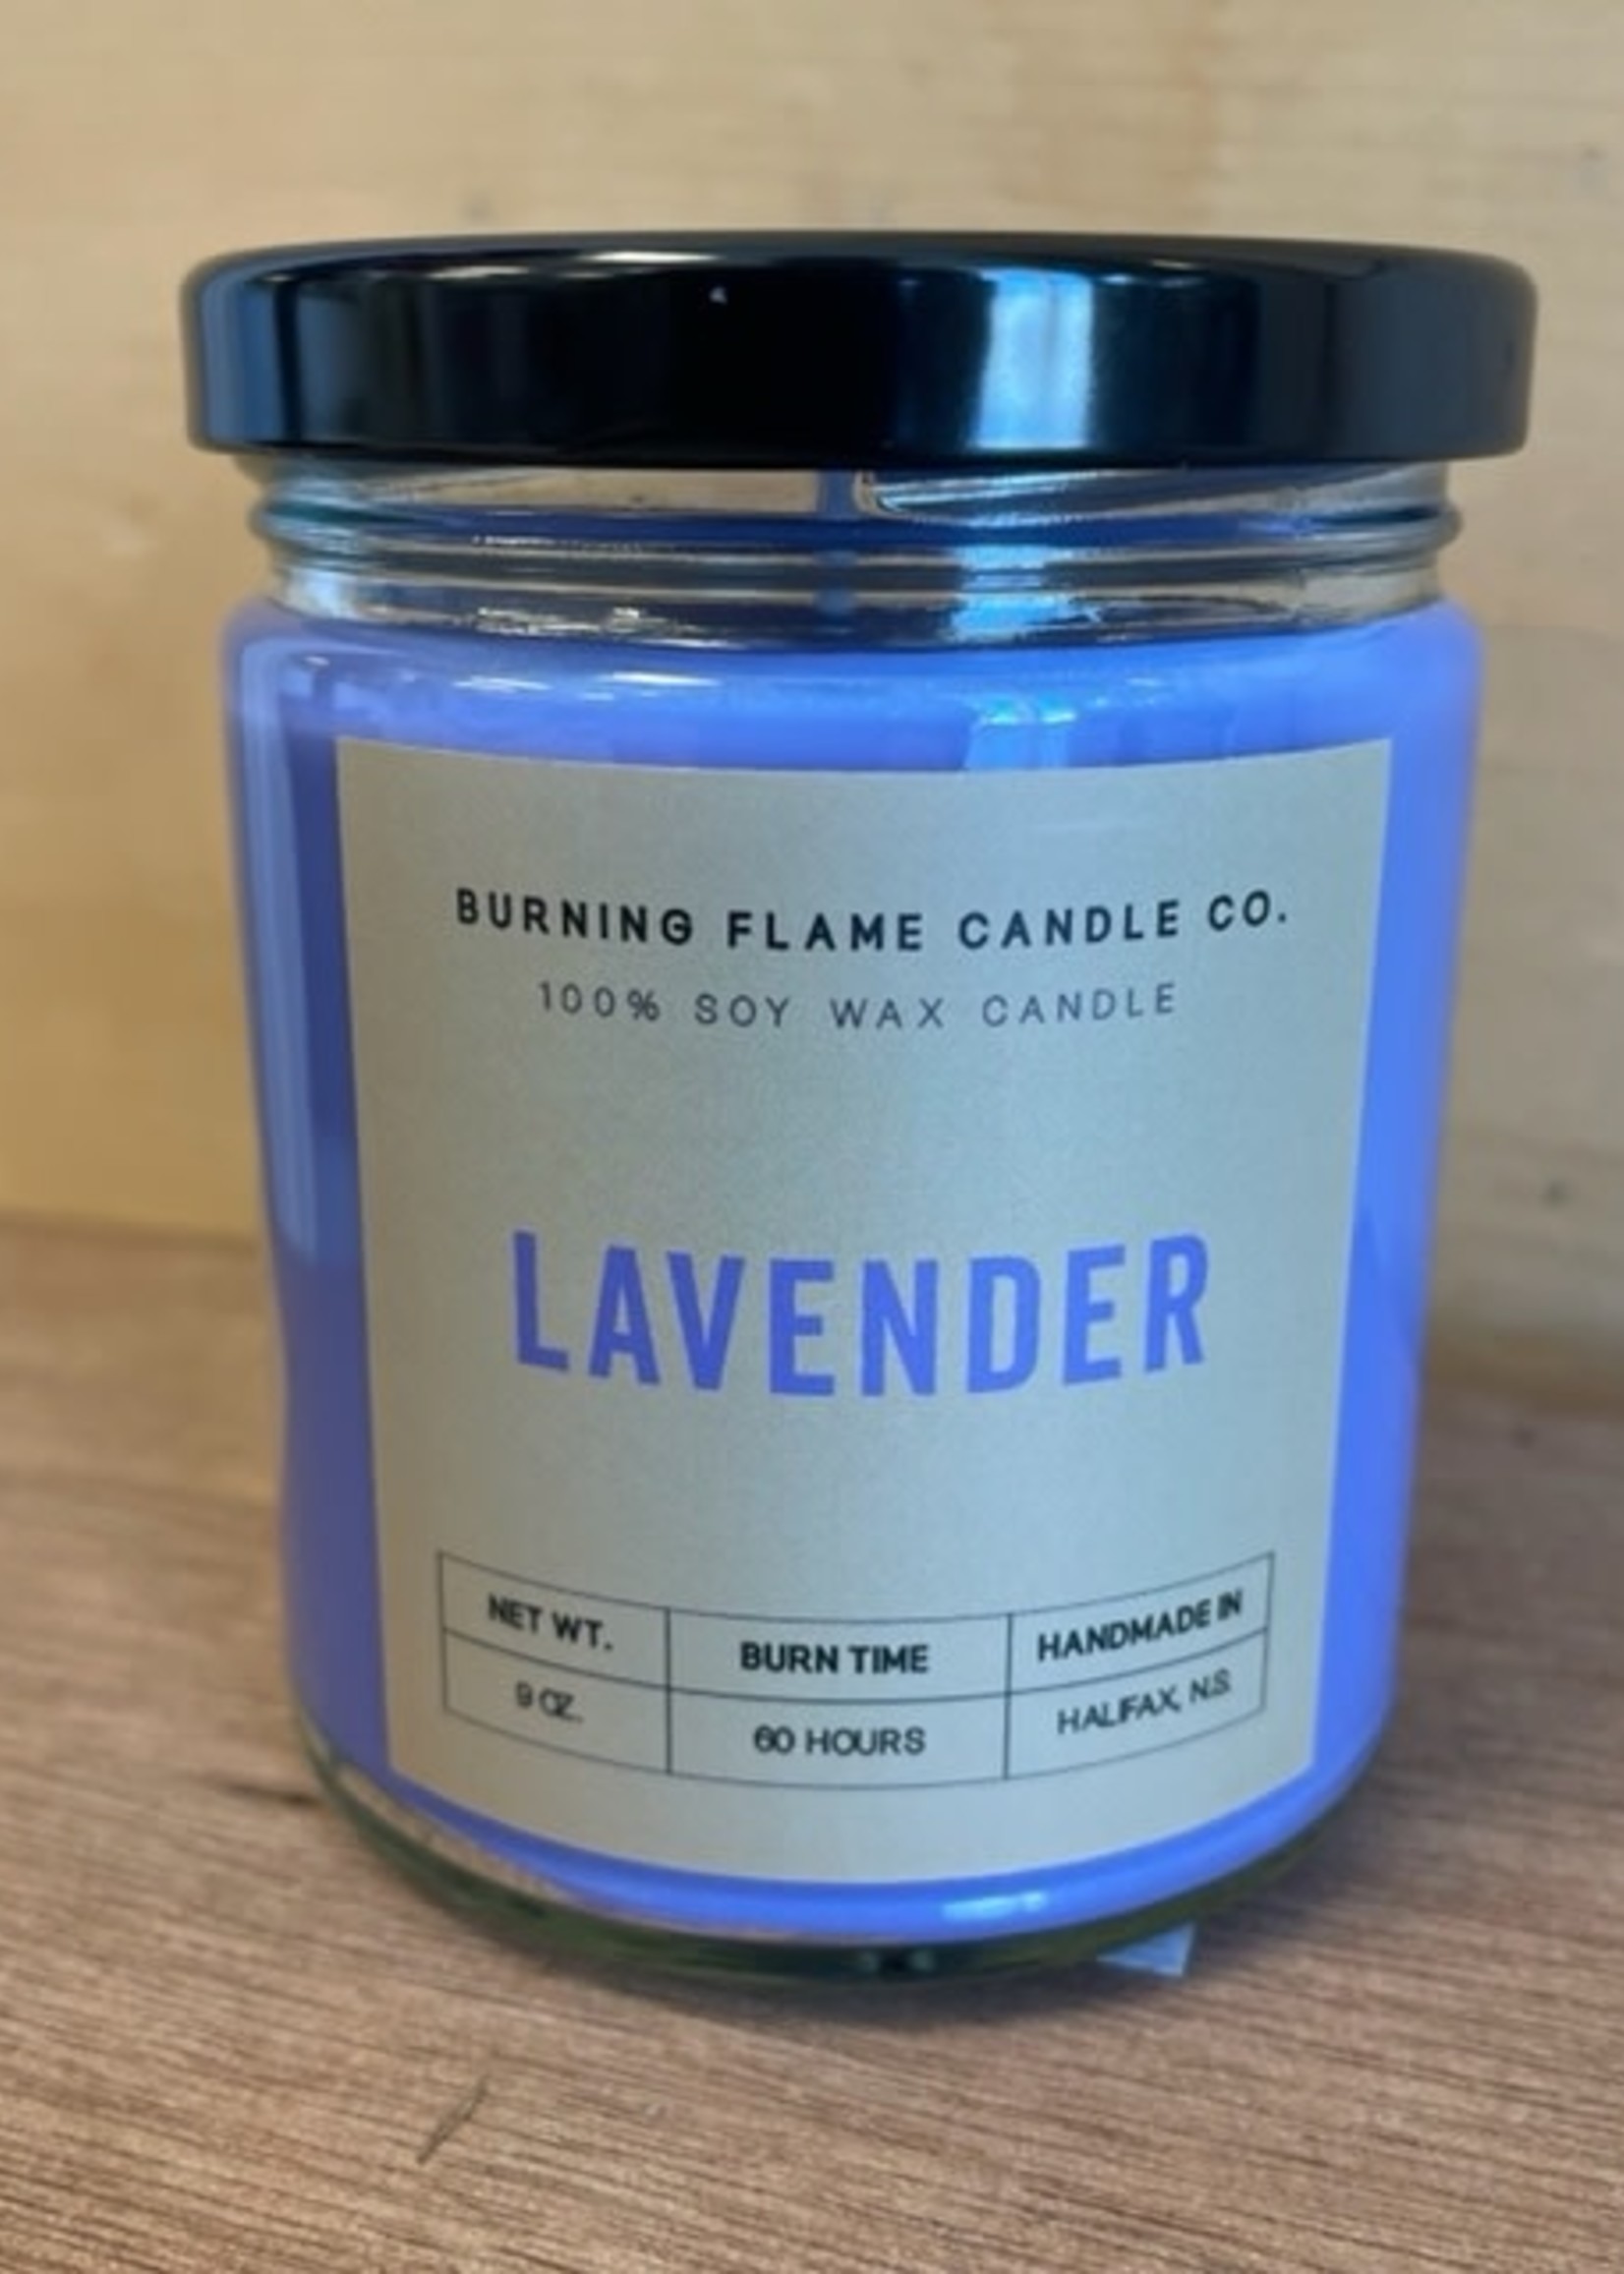 BURNING FLAME CANDLE CO.
100% SOY WAX CANDLE
LAVENDER
NET WT. BURN TIME HANDMADE IN
9 OZ. 60 HOURS HALIFAX, N.S.